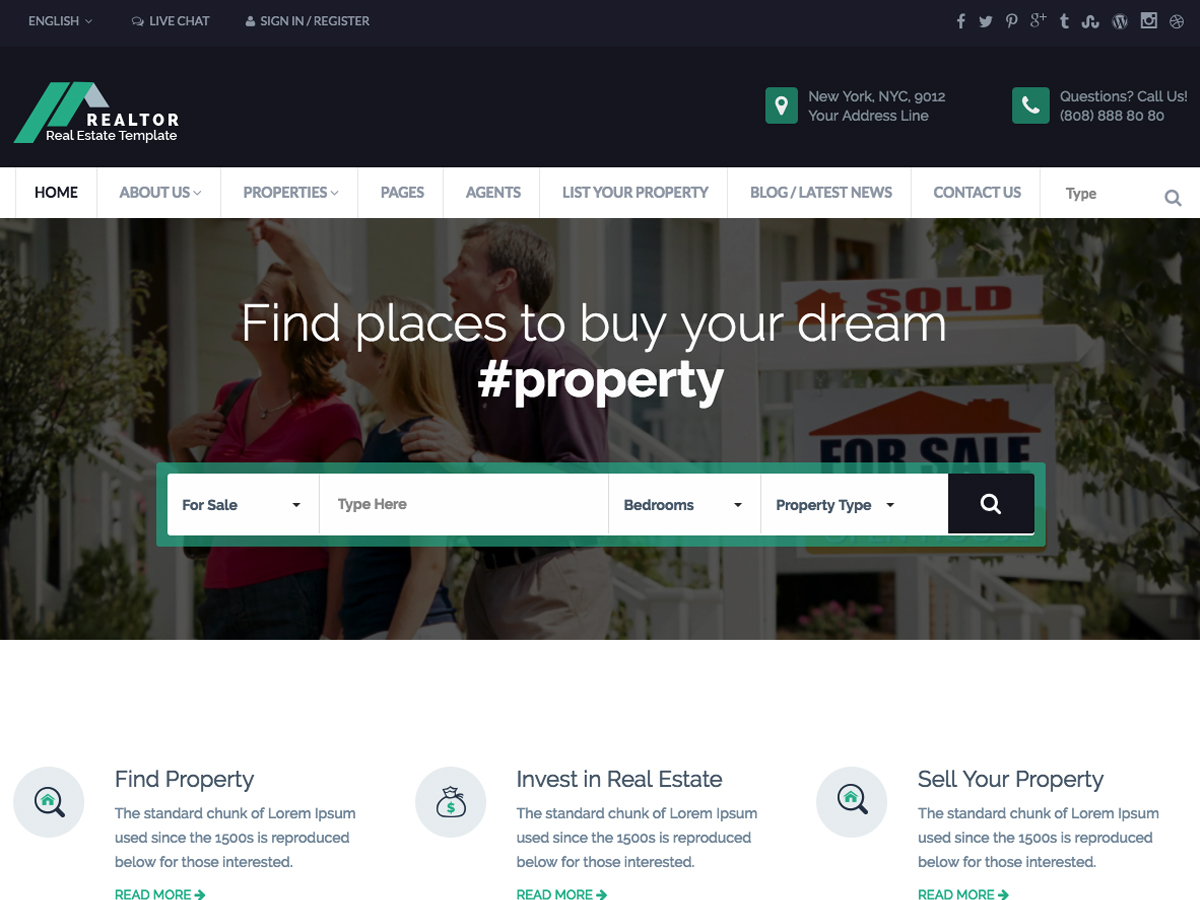 ENGLISH
LIVE CHAT
SIGN IN / REGISTER
REALTOR
Real Estate Template
New York, NYC, 9012
Your Address Line
Questions? Call Us!
(808) 888 80 80
HOME
ABOUT US
PROPERTIES
PAGES
AGENTS
LIST YOUR PROPERTY
BLOG / LATEST NEWS
CONTACT US
Type
SOLD
Find places to buy your dream
#property
FOR SALE
For Sale
Type Here
Bedrooms
Property Type
Find Property
The standard chunk of Lorem Ipsum
used since the 1500s is reproduced
below for those interested.
READ MORE
Invest in Real Estate
The standard chunk of Lorem Ipsum
used since the 1500s is reproduced
below for those interested.
READ MORE
Sell Your Property
The standard chunk of Lorem Ipsum
used since the 1500s is reproduced
below for those interested.
READ MORE